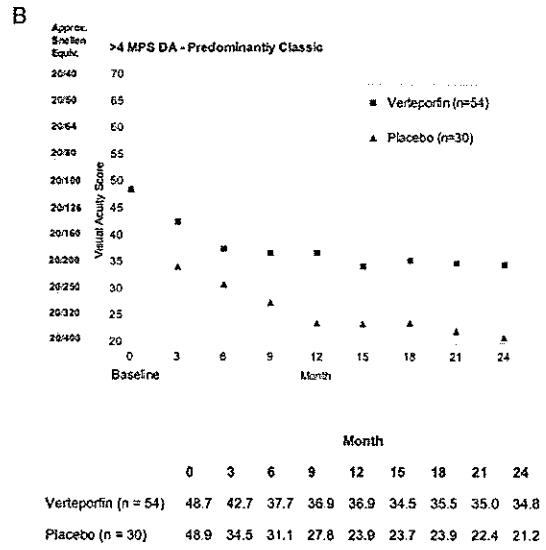 B
Approx.
Snellen
Equiv.
>4 MPS DA - Predominantly Classic
20/40 70
20/50 65
20/64 60
20/80 55
20/100 50
20/126 45
20/160 40
20/200 35
20/250 30
20/320 25
20/400 20
Visual Acuity Score
Verteporfin (n=54)
Placebo (n=30)
0 3 6 9 12 15 18 21 24
Baseline Month
Month
0 3 6 9 12 15 18 21 24
Verteporfin (n = 54) 48.7 42.7 37.7 36.9 36.9 34.5 35.5 35.0 34.8
Placebo (n = 30) 48.9 34.5 31.1 27.8 23.9 23.7 23.9 22.4 21.2